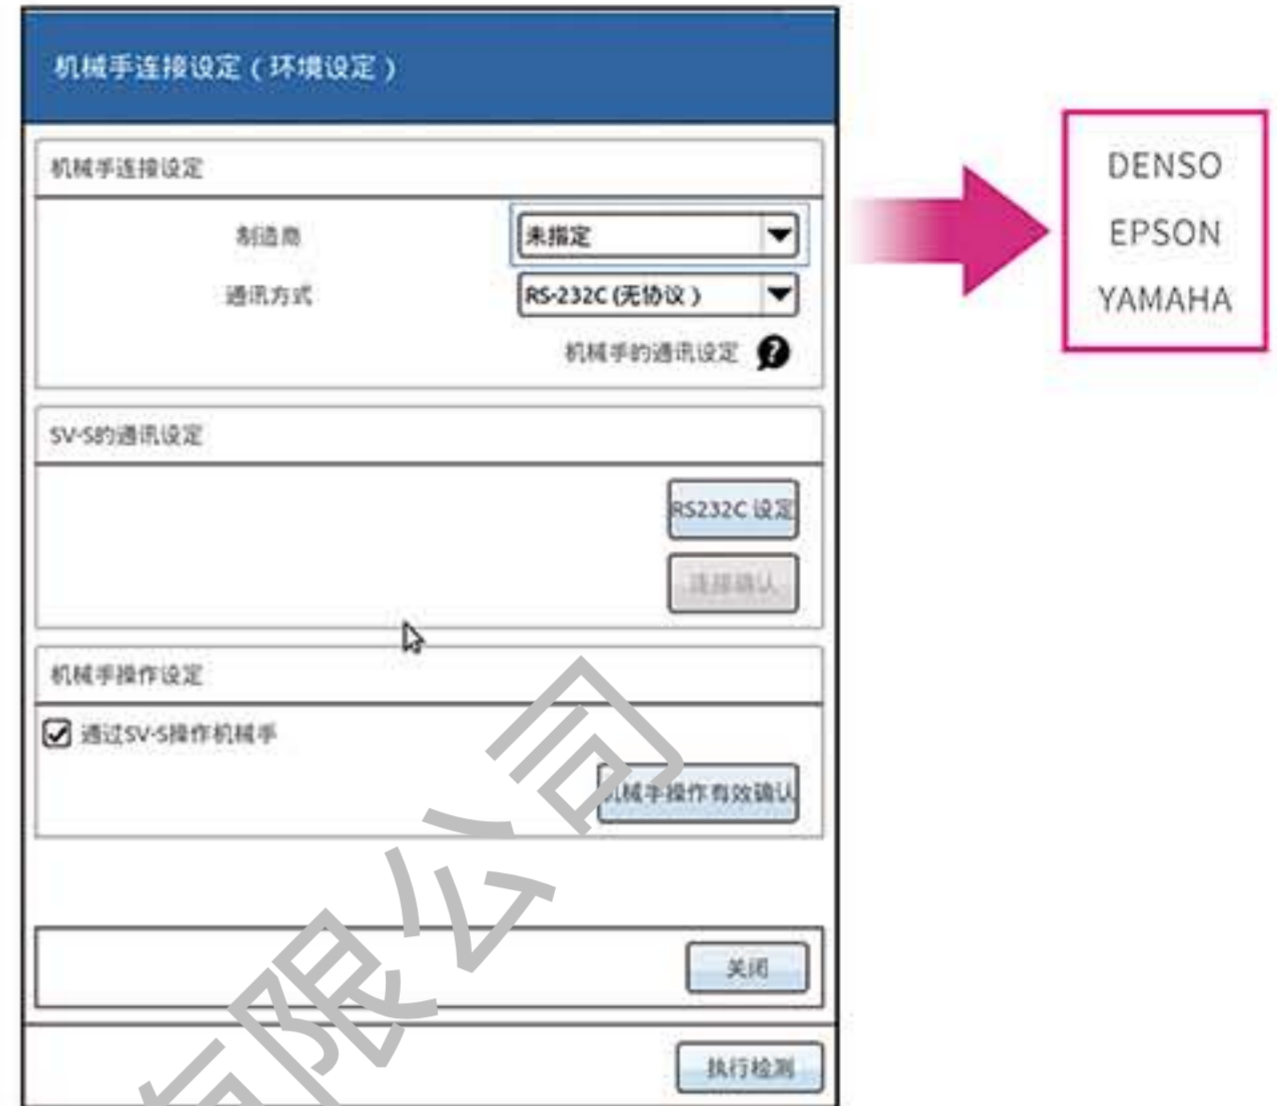 机械手连接设定（环境设定）
机械手连接设定
制造商 未指定
通讯方式 RS-232C (无协议)
机械手的通讯设定 ?
SV-S的通讯设定
RS232C 设定
连接确认
机械手操作设定
通过SV-S操作机械手
机械手操作有效确认
关闭
执行检测
DENSO
EPSON
YAMAHA
有限公司